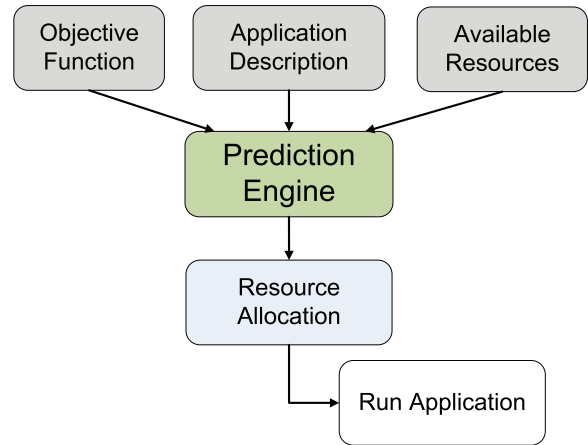 Objective
Function
Application
Description
Available
Resources
Prediction
Engine
Resource
Allocation
Run Application